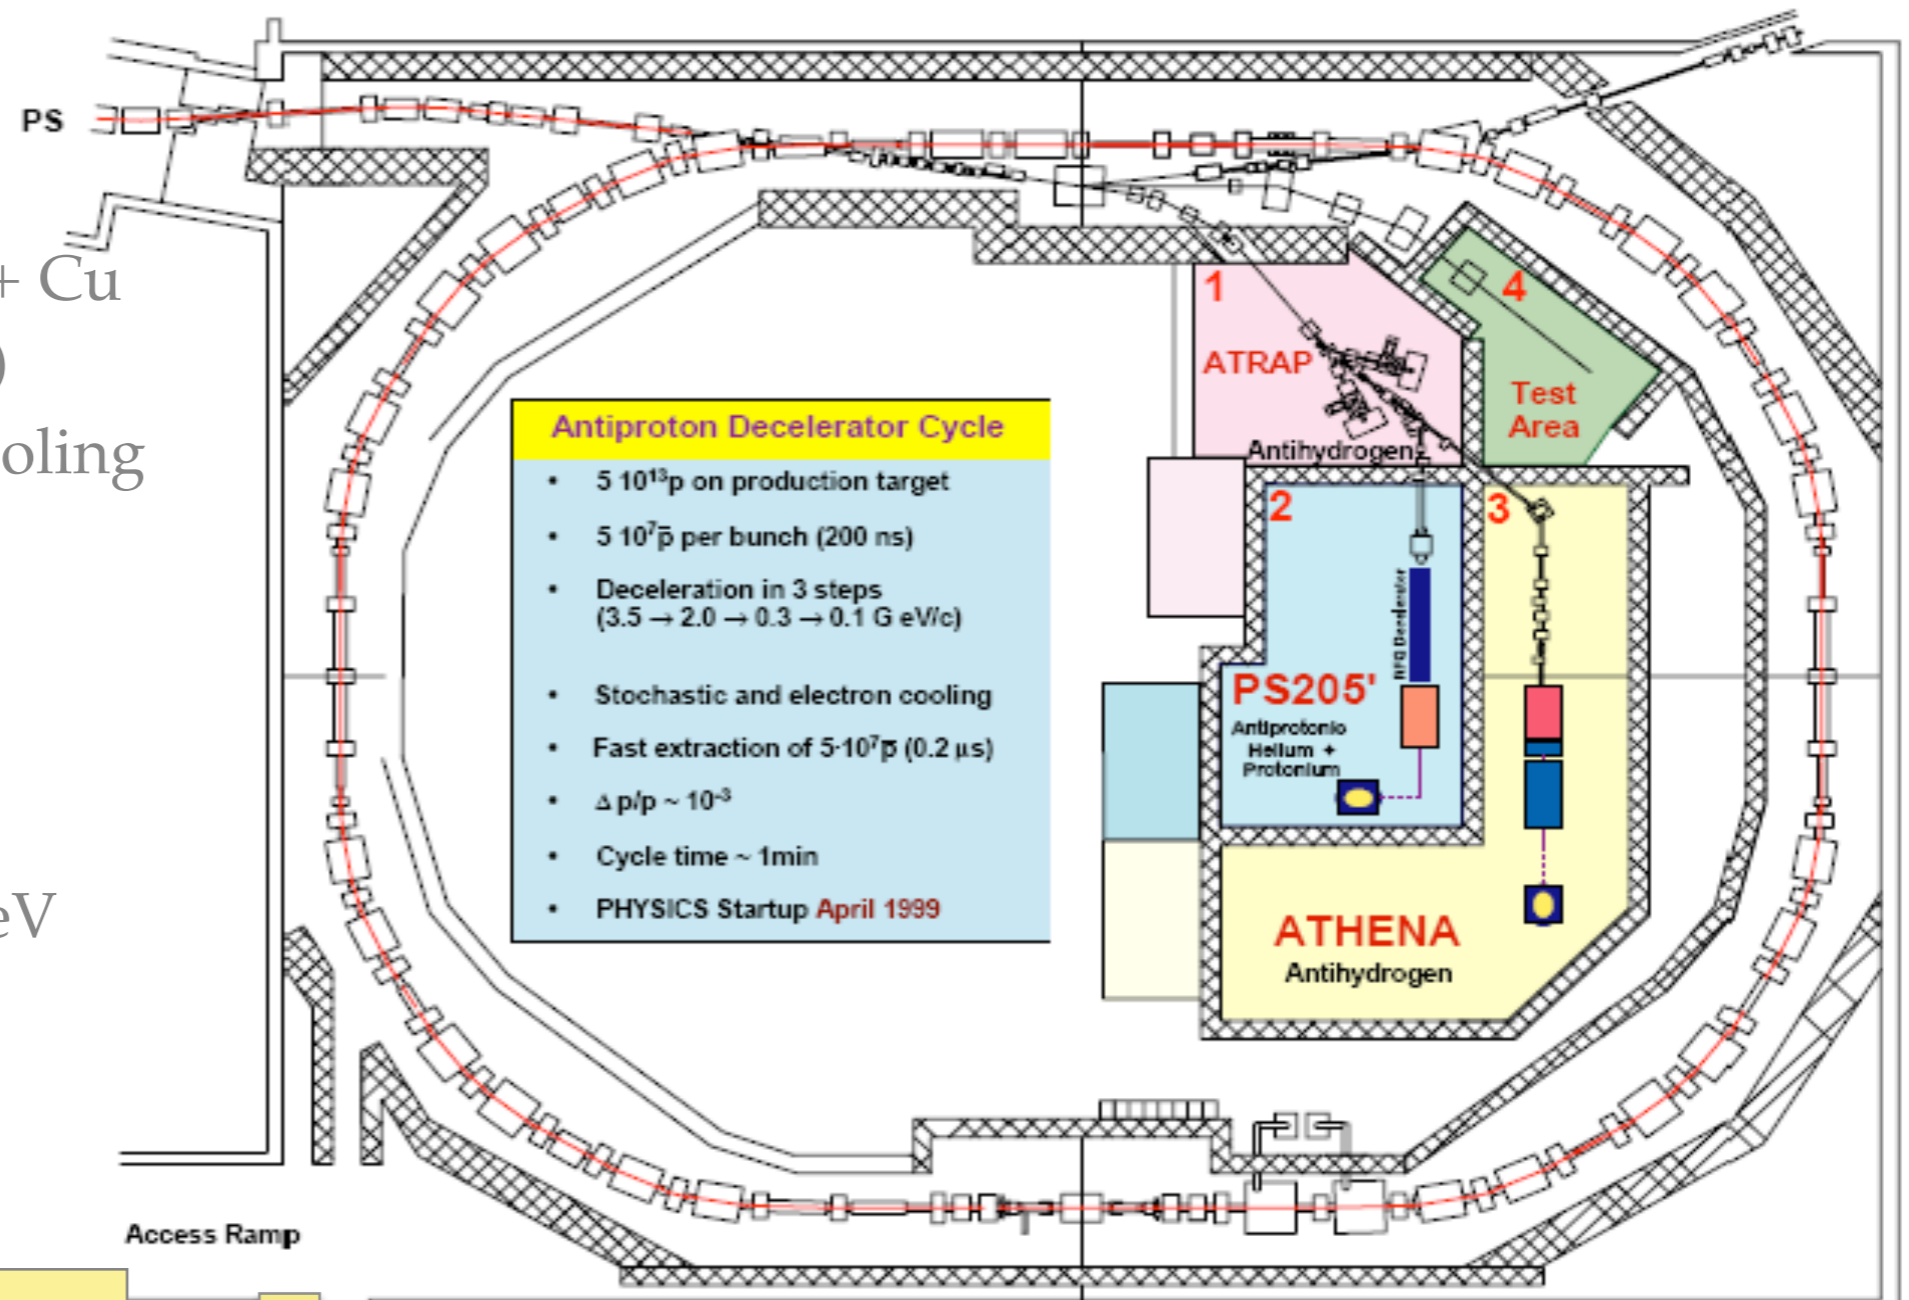 PS
+ Cu
)
ooling
eV
1
ATRAP
Antihydrogen
4
Test
Area
Antiproton Decelerator Cycle
• 5 10¹³p on production target
• 5 10⁷p̅ per bunch (200 ns)
• Deceleration in 3 steps
(3.5 → 2.0 → 0.3 → 0.1 G eV/c)
• Stochastic and electron cooling
• Fast extraction of 5·10⁷p̅ (0.2 µs)
• Δ p/p ~ 10⁻³
• Cycle time ~ 1min
• PHYSICS Startup April 1999
2
RFQ Decelerator
PS205'
Antiprotonic
Helium +
Protonium
3
ATHENA
Antihydrogen
Access Ramp